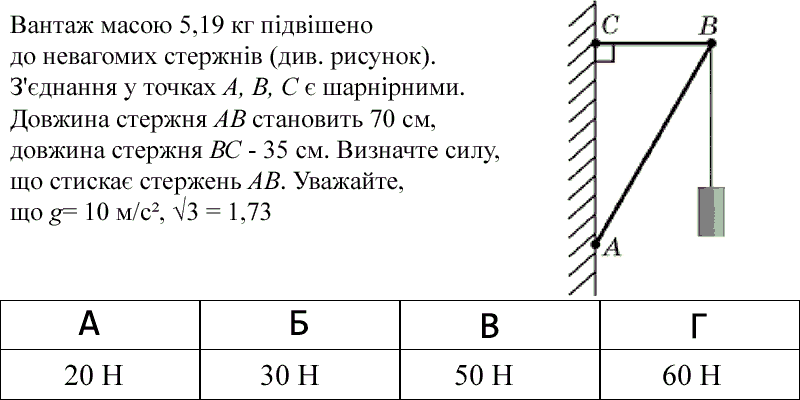 Вантаж масою 5,19 кг підвішено
до невагомих стержнів (див. рисунок).
З'єднання у точках A, B, C є шарнірними.
Довжина стержня AB становить 70 см,
довжина стержня BC - 35 см. Визначте силу,
що стискає стержень AB. Уважайте,
що g= 10 м/с², √3 = 1,73
C B
A
А Б В Г
20 Н 30 Н 50 Н 60 Н